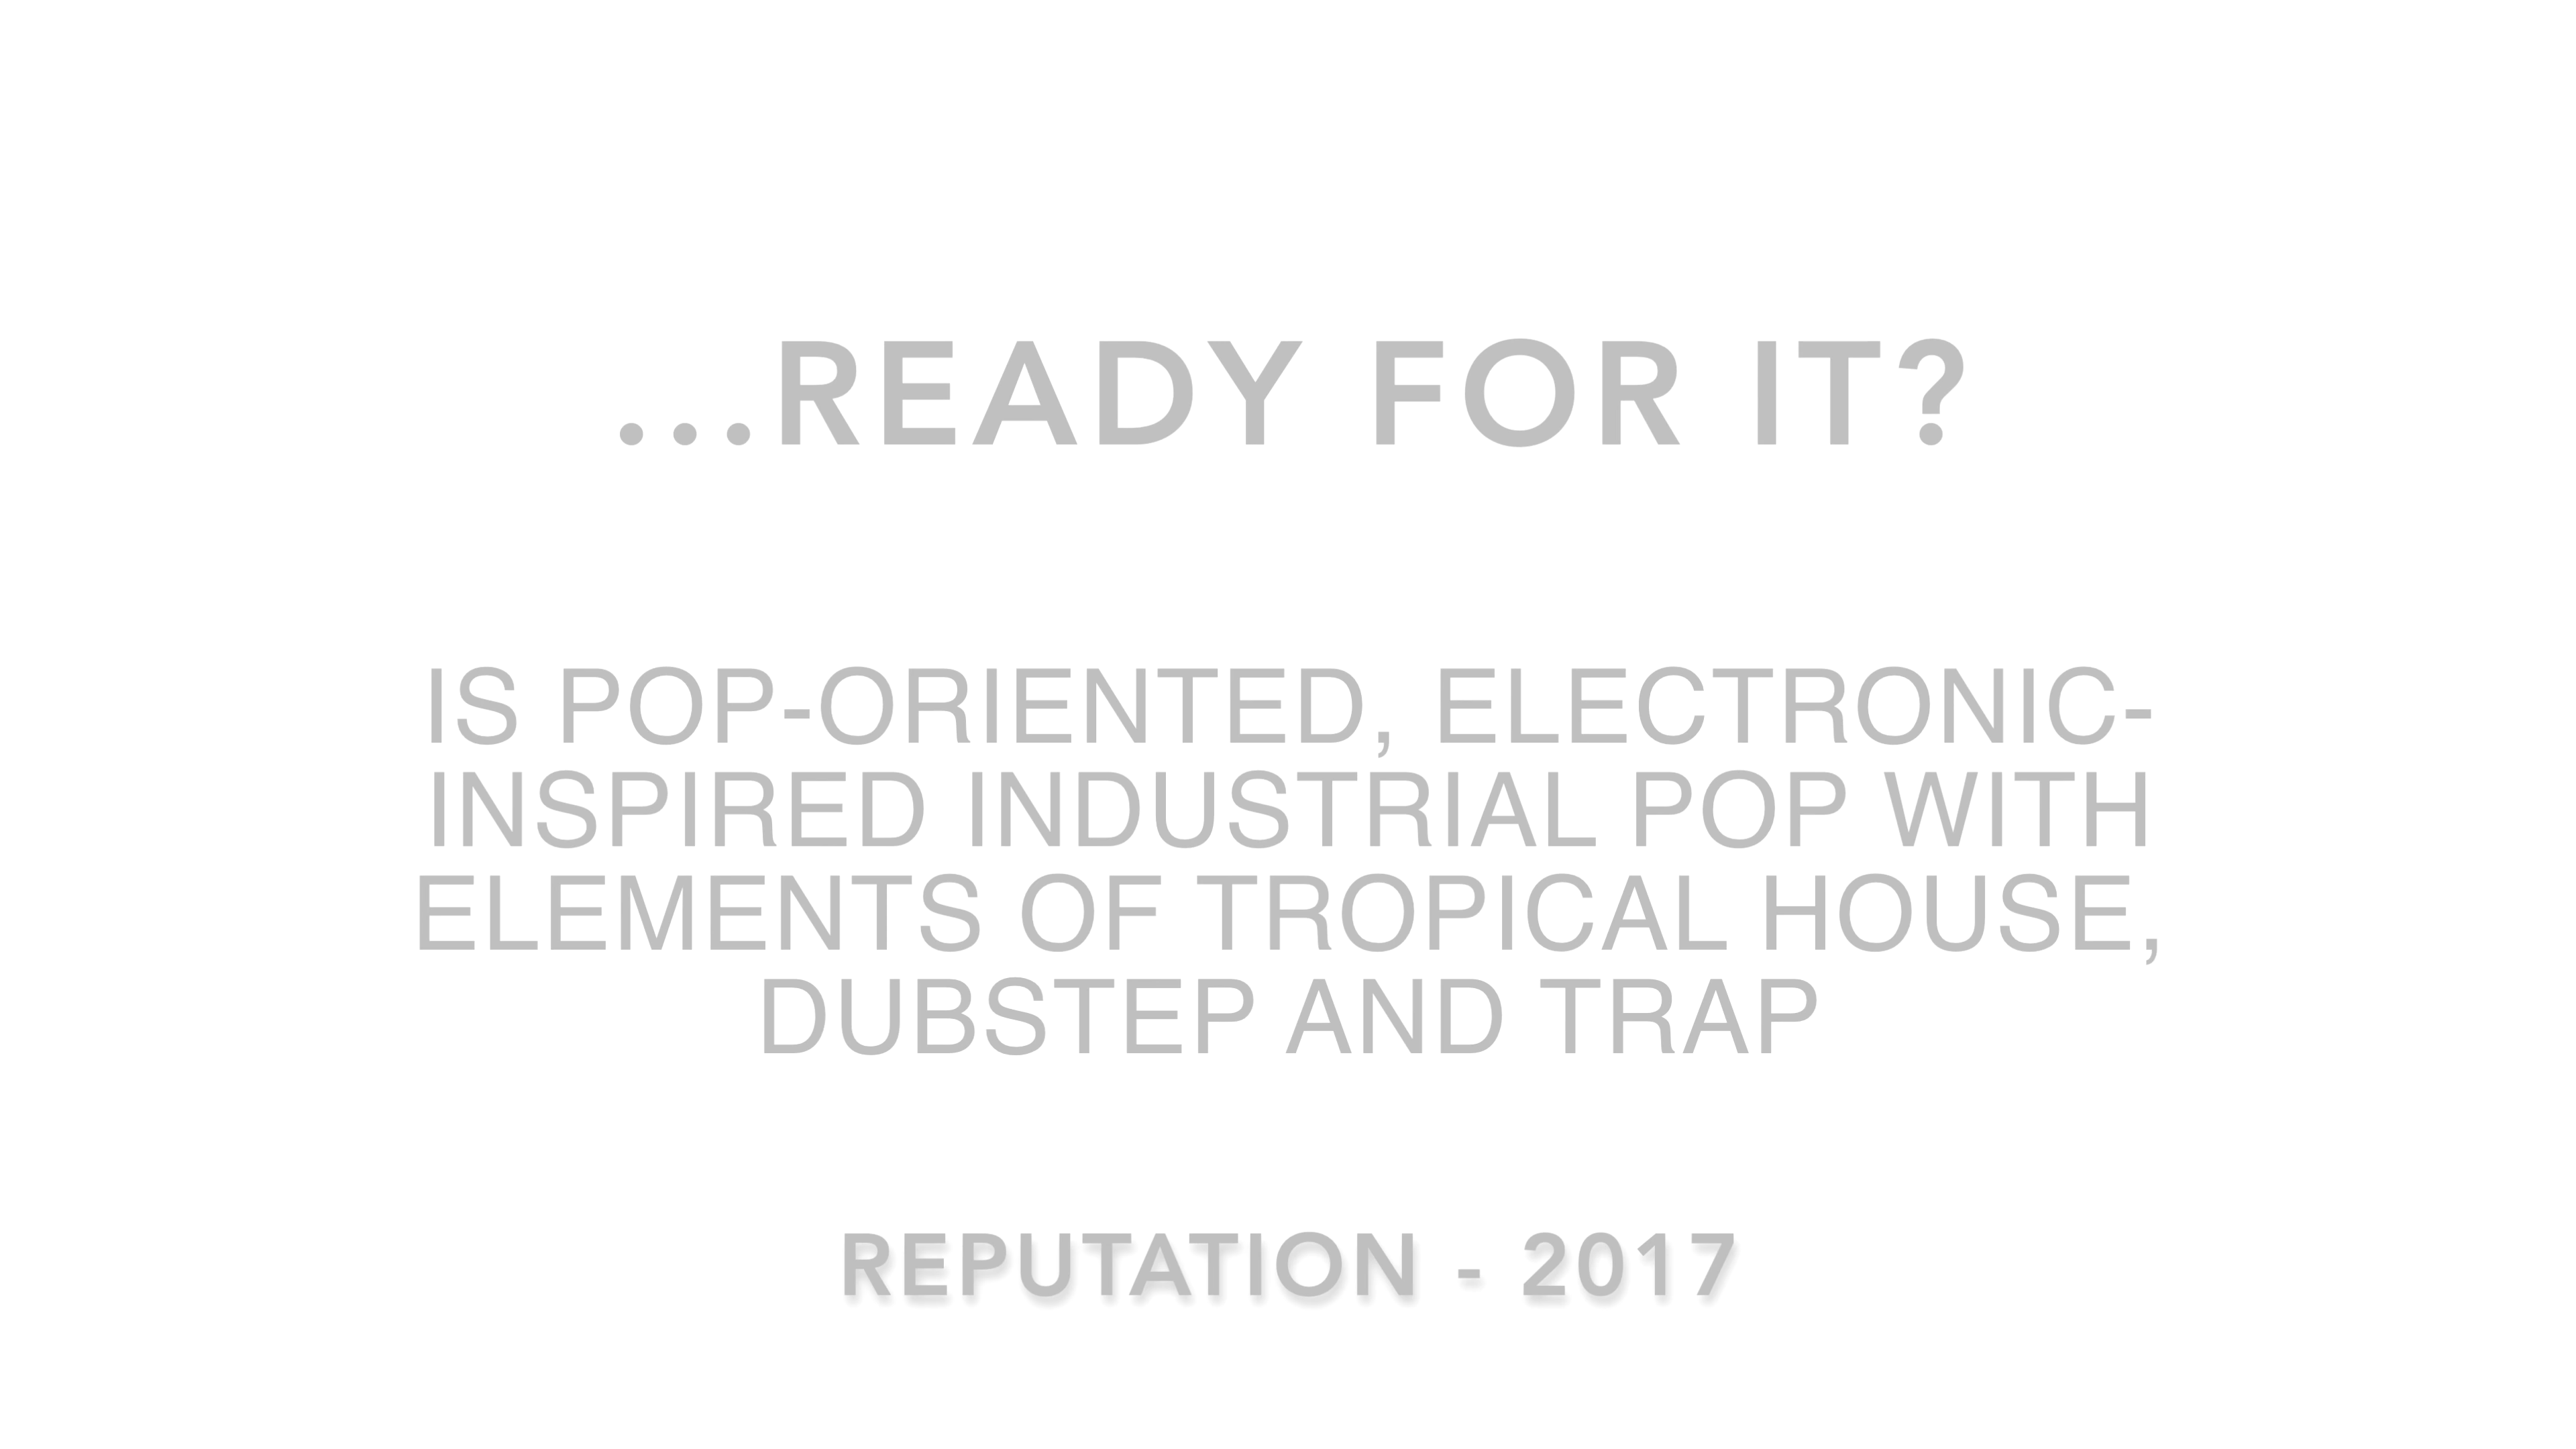 ...READY FOR IT?
IS POP-ORIENTED, ELECTRONIC-
INSPIRED INDUSTRIAL POP WITH
ELEMENTS OF TROPICAL HOUSE,
DUBSTEP AND TRAP
REPUTATION - 2017